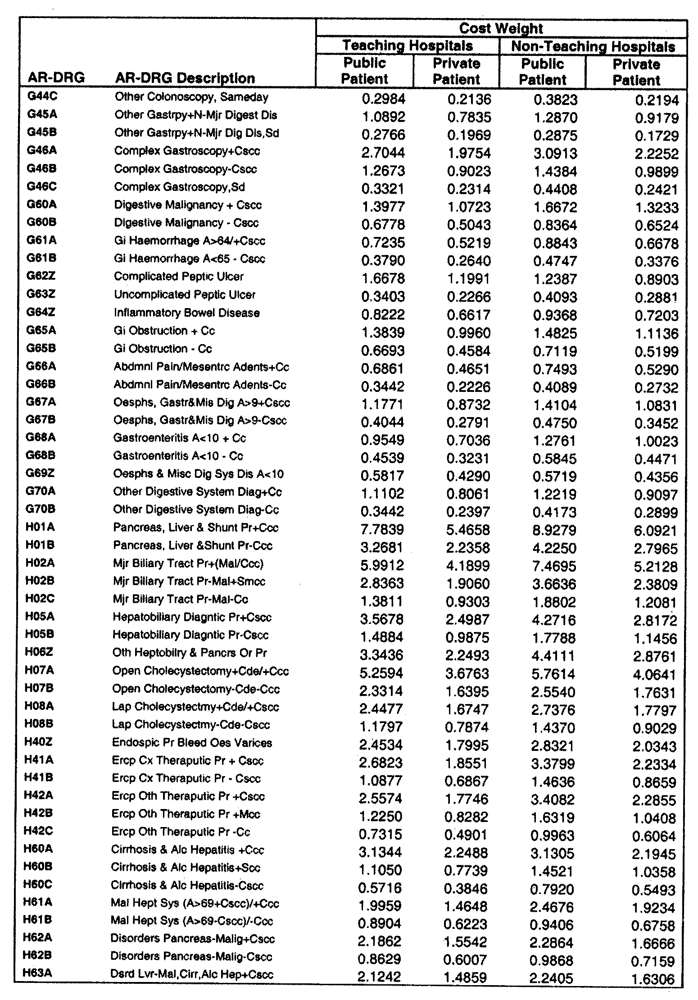 Cost Weight
Teaching Hospitals Non-Teaching Hospitals
Public Private Public Private
AR-DRG AR-DRG Description Patient Patient Patient Patient
G44C Other Colonoscopy, Sameday 0.2984 0.2136 0.3823 0.2194
G45A Other Gastrpy+N-Mjr Digest Dis 1.0892 0.7835 1.2870 0.9179
G45B Other Gastrpy+N-Mjr Dig Dis,Sd 0.2766 0.1969 0.2875 0.1729
G46A Complex Gastroscopy+Cscc 2.7044 1.9754 3.0913 2.2252
G46B Complex Gastroscopy-Cscc 1.2673 0.9023 1.4384 0.9899
G46C Complex Gastroscopy,Sd 0.3321 0.2314 0.4408 0.2421
G60A Digestive Malignancy + Cscc 1.3977 1.0723 1.6672 1.3233
G60B Digestive Malignancy - Cscc 0.6778 0.5043 0.8364 0.6524
G61A Gi Haemorrhage A>64/+Cscc 0.7235 0.5219 0.8843 0.6678
G61B Gi Haemorrhage A<65 - Cscc 0.3790 0.2640 0.4747 0.3376
G62Z Complicated Peptic Ulcer 1.6678 1.1991 1.2387 0.8903
G63Z Uncomplicated Peptic Ulcer 0.3403 0.2266 0.4093 0.2881
G64Z Inflammatory Bowel Disease 0.8222 0.6617 0.9368 0.7203
G65A Gi Obstruction + Cc 1.3839 0.9960 1.4825 1.1136
G65B Gi Obstruction - Cc 0.6693 0.4584 0.7119 0.5199
G66A Abdmnl Pain/Mesentrc Adents+Cc 0.6861 0.4651 0.7493 0.5290
G66B Abdmnl Pain/Mesentrc Adents-Cc 0.3442 0.2226 0.4089 0.2732
G67A Oesphs, Gastr&Mis Dig A>9+Cscc 1.1771 0.8732 1.4104 1.0831
G67B Oesphs, Gastr&Mis Dig A>9-Cscc 0.4044 0.2791 0.4750 0.3452
G68A Gastroenteritis A<10 + Cc 0.9549 0.7036 1.2761 1.0023
G68B Gastroenteritis A<10 - Cc 0.4539 0.3231 0.5845 0.4471
G69Z Oesphs & Misc Dig Sys Dis A<10 0.5817 0.4290 0.5719 0.4356
G70A Other Digestive System Diag+Cc 1.1102 0.8061 1.2219 0.9097
G70B Other Digestive System Diag-Cc 0.3442 0.2397 0.4173 0.2899
H01A Pancreas, Liver & Shunt Pr+Ccc 7.7839 5.4658 8.9279 6.0921
H01B Pancreas, Liver &Shunt Pr-Ccc 3.2681 2.2358 4.2250 2.7965
H02A Mjr Biliary Tract Pr+(Mal/Ccc) 5.9912 4.1899 7.4695 5.2128
H02B Mjr Biliary Tract Pr-Mal+Smcc 2.8363 1.9060 3.6636 2.3809
H02C Mjr Biliary Tract Pr-Mal-Cc 1.3811 0.9303 1.8802 1.2081
H05A Hepatobiliary Diagntic Pr+Cscc 3.5678 2.4987 4.2716 2.8172
H05B Hepatobiliary Diagntic Pr-Cscc 1.4884 0.9875 1.7788 1.1456
H06Z Oth Heptobilry & Pancrs Or Pr 3.3436 2.2493 4.4111 2.8761
H07A Open Cholecystectomy+Cde/+Ccc 5.2594 3.6763 5.7614 4.0641
H07B Open Cholecystectomy-Cde-Ccc 2.3314 1.6395 2.5540 1.7631
H08A Lap Cholecystectmy+Cde/+Cscc 2.4477 1.6747 2.7376 1.7797
H08B Lap Cholecystectmy-Cde-Cscc 1.1797 0.7874 1.4370 0.9029
H40Z Endospic Pr Bleed Oes Varices 2.4534 1.7995 2.8321 2.0343
H41A Ercp Cx Theraputic Pr + Cscc 2.6823 1.8551 3.3799 2.2334
H41B Ercp Cx Theraputic Pr - Cscc 1.0877 0.6867 1.4636 0.8659
H42A Ercp Oth Theraputic Pr +Cscc 2.5574 1.7746 3.4082 2.2855
H42B Ercp Oth Theraputic Pr +Mcc 1.2250 0.8282 1.6319 1.0408
H42C Ercp Oth Theraputic Pr -Cc 0.7315 0.4901 0.9963 0.6064
H60A Cirrhosis & Alc Hepatitis +Ccc 3.1344 2.2488 3.1305 2.1945
H60B Cirrhosis & Alc Hepatitis+Scc 1.1050 0.7739 1.4521 1.0358
H60C Cirrhosis & Alc Hepatitis-Cscc 0.5716 0.3846 0.7920 0.5493
H61A Mal Hept Sys (A>69+Cscc)/+Ccc 1.9959 1.4648 2.4676 1.9234
H61B Mal Hept Sys (A>69-Cscc)/-Ccc 0.8904 0.6223 0.9406 0.6758
H62A Disorders Pancreas-Malig+Cscc 2.1862 1.5542 2.2864 1.6666
H62B Disorders Pancreas-Malig-Cscc 0.8629 0.6007 0.9868 0.7159
H63A Dsrd Lvr-Mal,Cirr,Alc Hep+Cscc 2.1242 1.4859 2.2405 1.6306